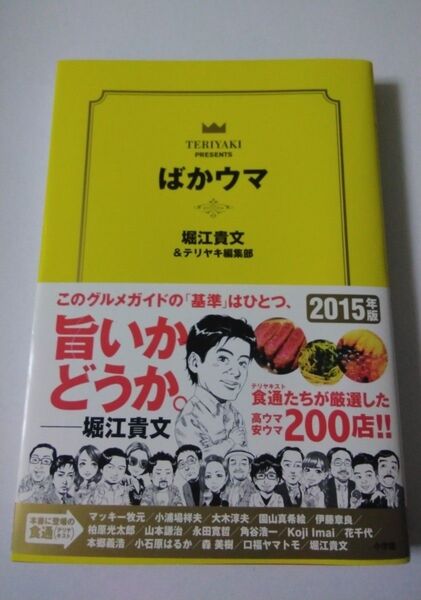 TERIYAKI
PRESENTS
ばかウマ
堀江貴文
&テリヤキ編集部
このグルメガイドの「基準」はひとつ、
2015年版
旨いか
どうか。
──堀江貴文
テリヤキスト
食通たちが厳選した
高ウマ
安ウマ 200店!!
本書に登場の
食通(テリヤキスト)
マッキー牧元/小浦場祥夫/大木淳夫/園山真希絵/伊藤章良/
柏原光太郎/山本謙治/永田寛哲/角谷浩一/Koji Imai/花千代/
本郷義浩/小石原はるか/森 美樹/口福ヤマトモ/堀江貴文
小学館